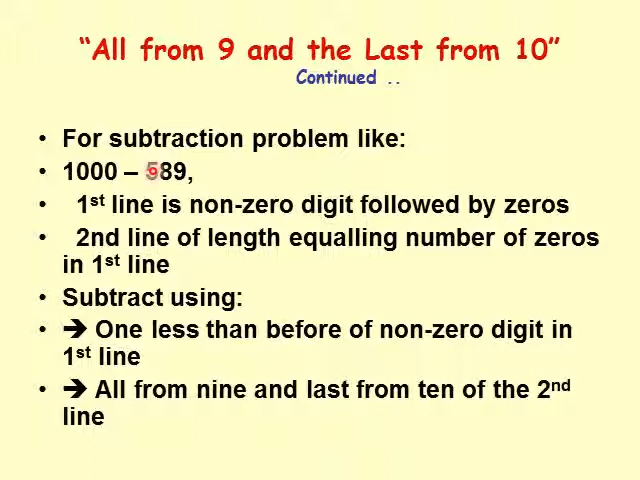 “All from 9 and the Last from 10”
Continued ..
• For subtraction problem like:
• 1000 – 589,
• 1st line is non-zero digit followed by zeros
• 2nd line of length equalling number of zeros
in 1st line
• Subtract using:
• ➔ One less than before of non-zero digit in
1st line
• ➔ All from nine and last from ten of the 2nd
line